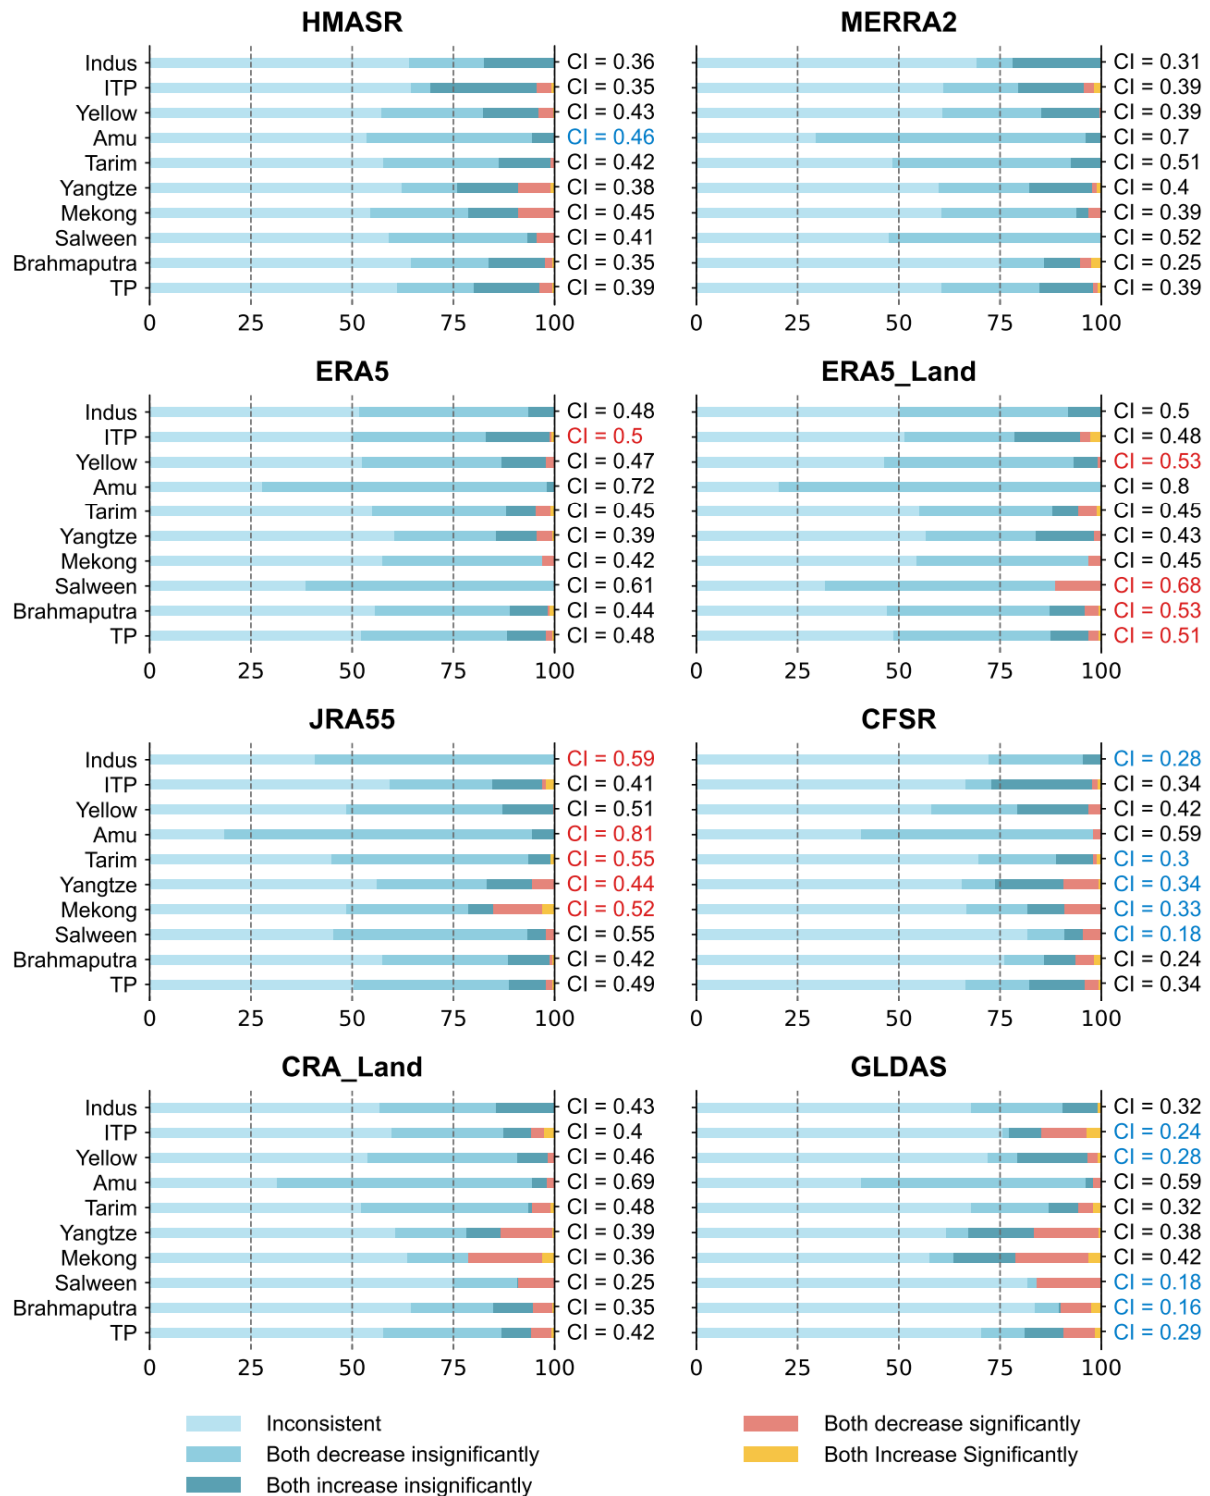 HMASR
Indus CI = 0.36
ITP CI = 0.35
Yellow CI = 0.43
Amu CI = 0.46
Tarim CI = 0.42
Yangtze CI = 0.38
Mekong CI = 0.45
Salween CI = 0.41
Brahmaputra CI = 0.35
TP CI = 0.39
0 25 50 75 100
MERRA2
CI = 0.31
CI = 0.39
CI = 0.39
CI = 0.7
CI = 0.51
CI = 0.4
CI = 0.39
CI = 0.52
CI = 0.25
CI = 0.39
0 25 50 75 100
ERA5
Indus CI = 0.48
ITP CI = 0.5
Yellow CI = 0.47
Amu CI = 0.72
Tarim CI = 0.45
Yangtze CI = 0.39
Mekong CI = 0.42
Salween CI = 0.61
Brahmaputra CI = 0.44
TP CI = 0.48
0 25 50 75 100
ERA5_Land
CI = 0.5
CI = 0.48
CI = 0.53
CI = 0.8
CI = 0.45
CI = 0.43
CI = 0.45
CI = 0.68
CI = 0.53
CI = 0.51
0 25 50 75 100
JRA55
Indus CI = 0.59
ITP CI = 0.41
Yellow CI = 0.51
Amu CI = 0.81
Tarim CI = 0.55
Yangtze CI = 0.44
Mekong CI = 0.52
Salween CI = 0.55
Brahmaputra CI = 0.42
TP CI = 0.49
0 25 50 75 100
CFSR
CI = 0.28
CI = 0.34
CI = 0.42
CI = 0.59
CI = 0.3
CI = 0.34
CI = 0.33
CI = 0.18
CI = 0.24
CI = 0.34
0 25 50 75 100
CRA_Land
Indus CI = 0.43
ITP CI = 0.4
Yellow CI = 0.46
Amu CI = 0.69
Tarim CI = 0.48
Yangtze CI = 0.39
Mekong CI = 0.36
Salween CI = 0.25
Brahmaputra CI = 0.35
TP CI = 0.42
0 25 50 75 100
GLDAS
CI = 0.32
CI = 0.24
CI = 0.28
CI = 0.59
CI = 0.32
CI = 0.38
CI = 0.42
CI = 0.18
CI = 0.16
CI = 0.29
0 25 50 75 100
Inconsistent
Both decrease insignificantly
Both increase insignificantly
Both decrease significantly
Both Increase Significantly